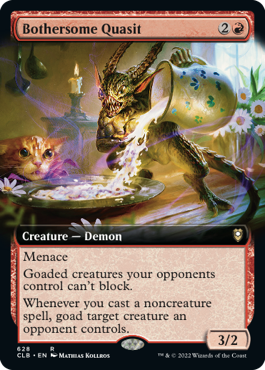 Bothersome Quasit 2
Creature — Demon
Menace
Goaded creatures your opponents
control can't block.
Whenever you cast a noncreature
spell, goad target creature an
opponent controls.
3/2
628 R
CLB • EN Mathias Kollros ™ & © 2022 Wizards of the Coast